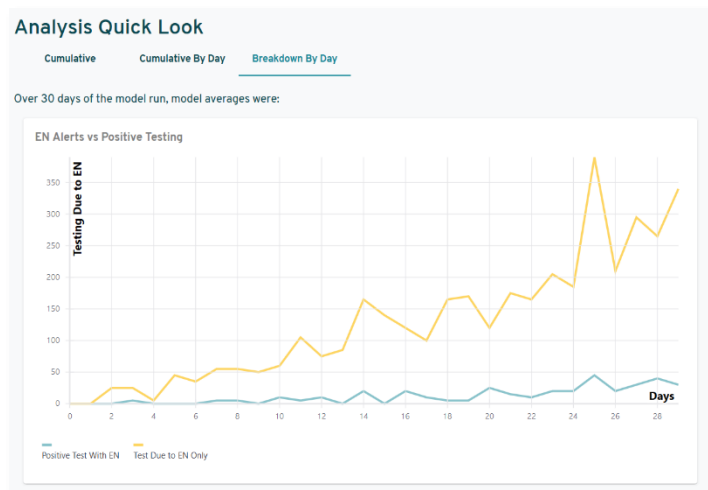 Analysis Quick Look
Cumulative Cumulative By Day Breakdown By Day
Over 30 days of the model run, model averages were:
EN Alerts vs Positive Testing
Testing Due to EN
350
300
250
200
150
100
50
0
0 2 4 6 8 10 12 14 16 18 20 22 24 26 28
Days
Positive Test With EN Test Due to EN Only